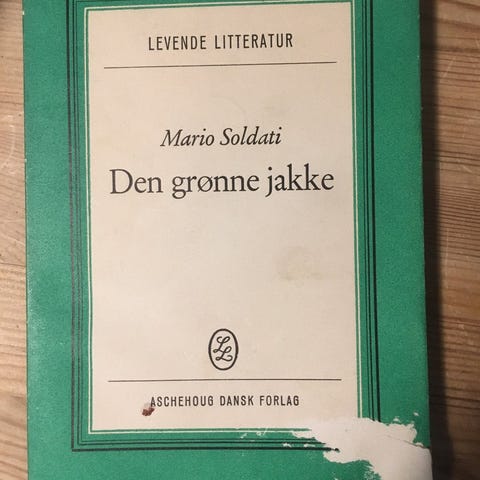 LEVENDE LITTERATUR
Mario Soldati
Den grønne jakke
LL
ASCHEHOUG DANSK FORLAG